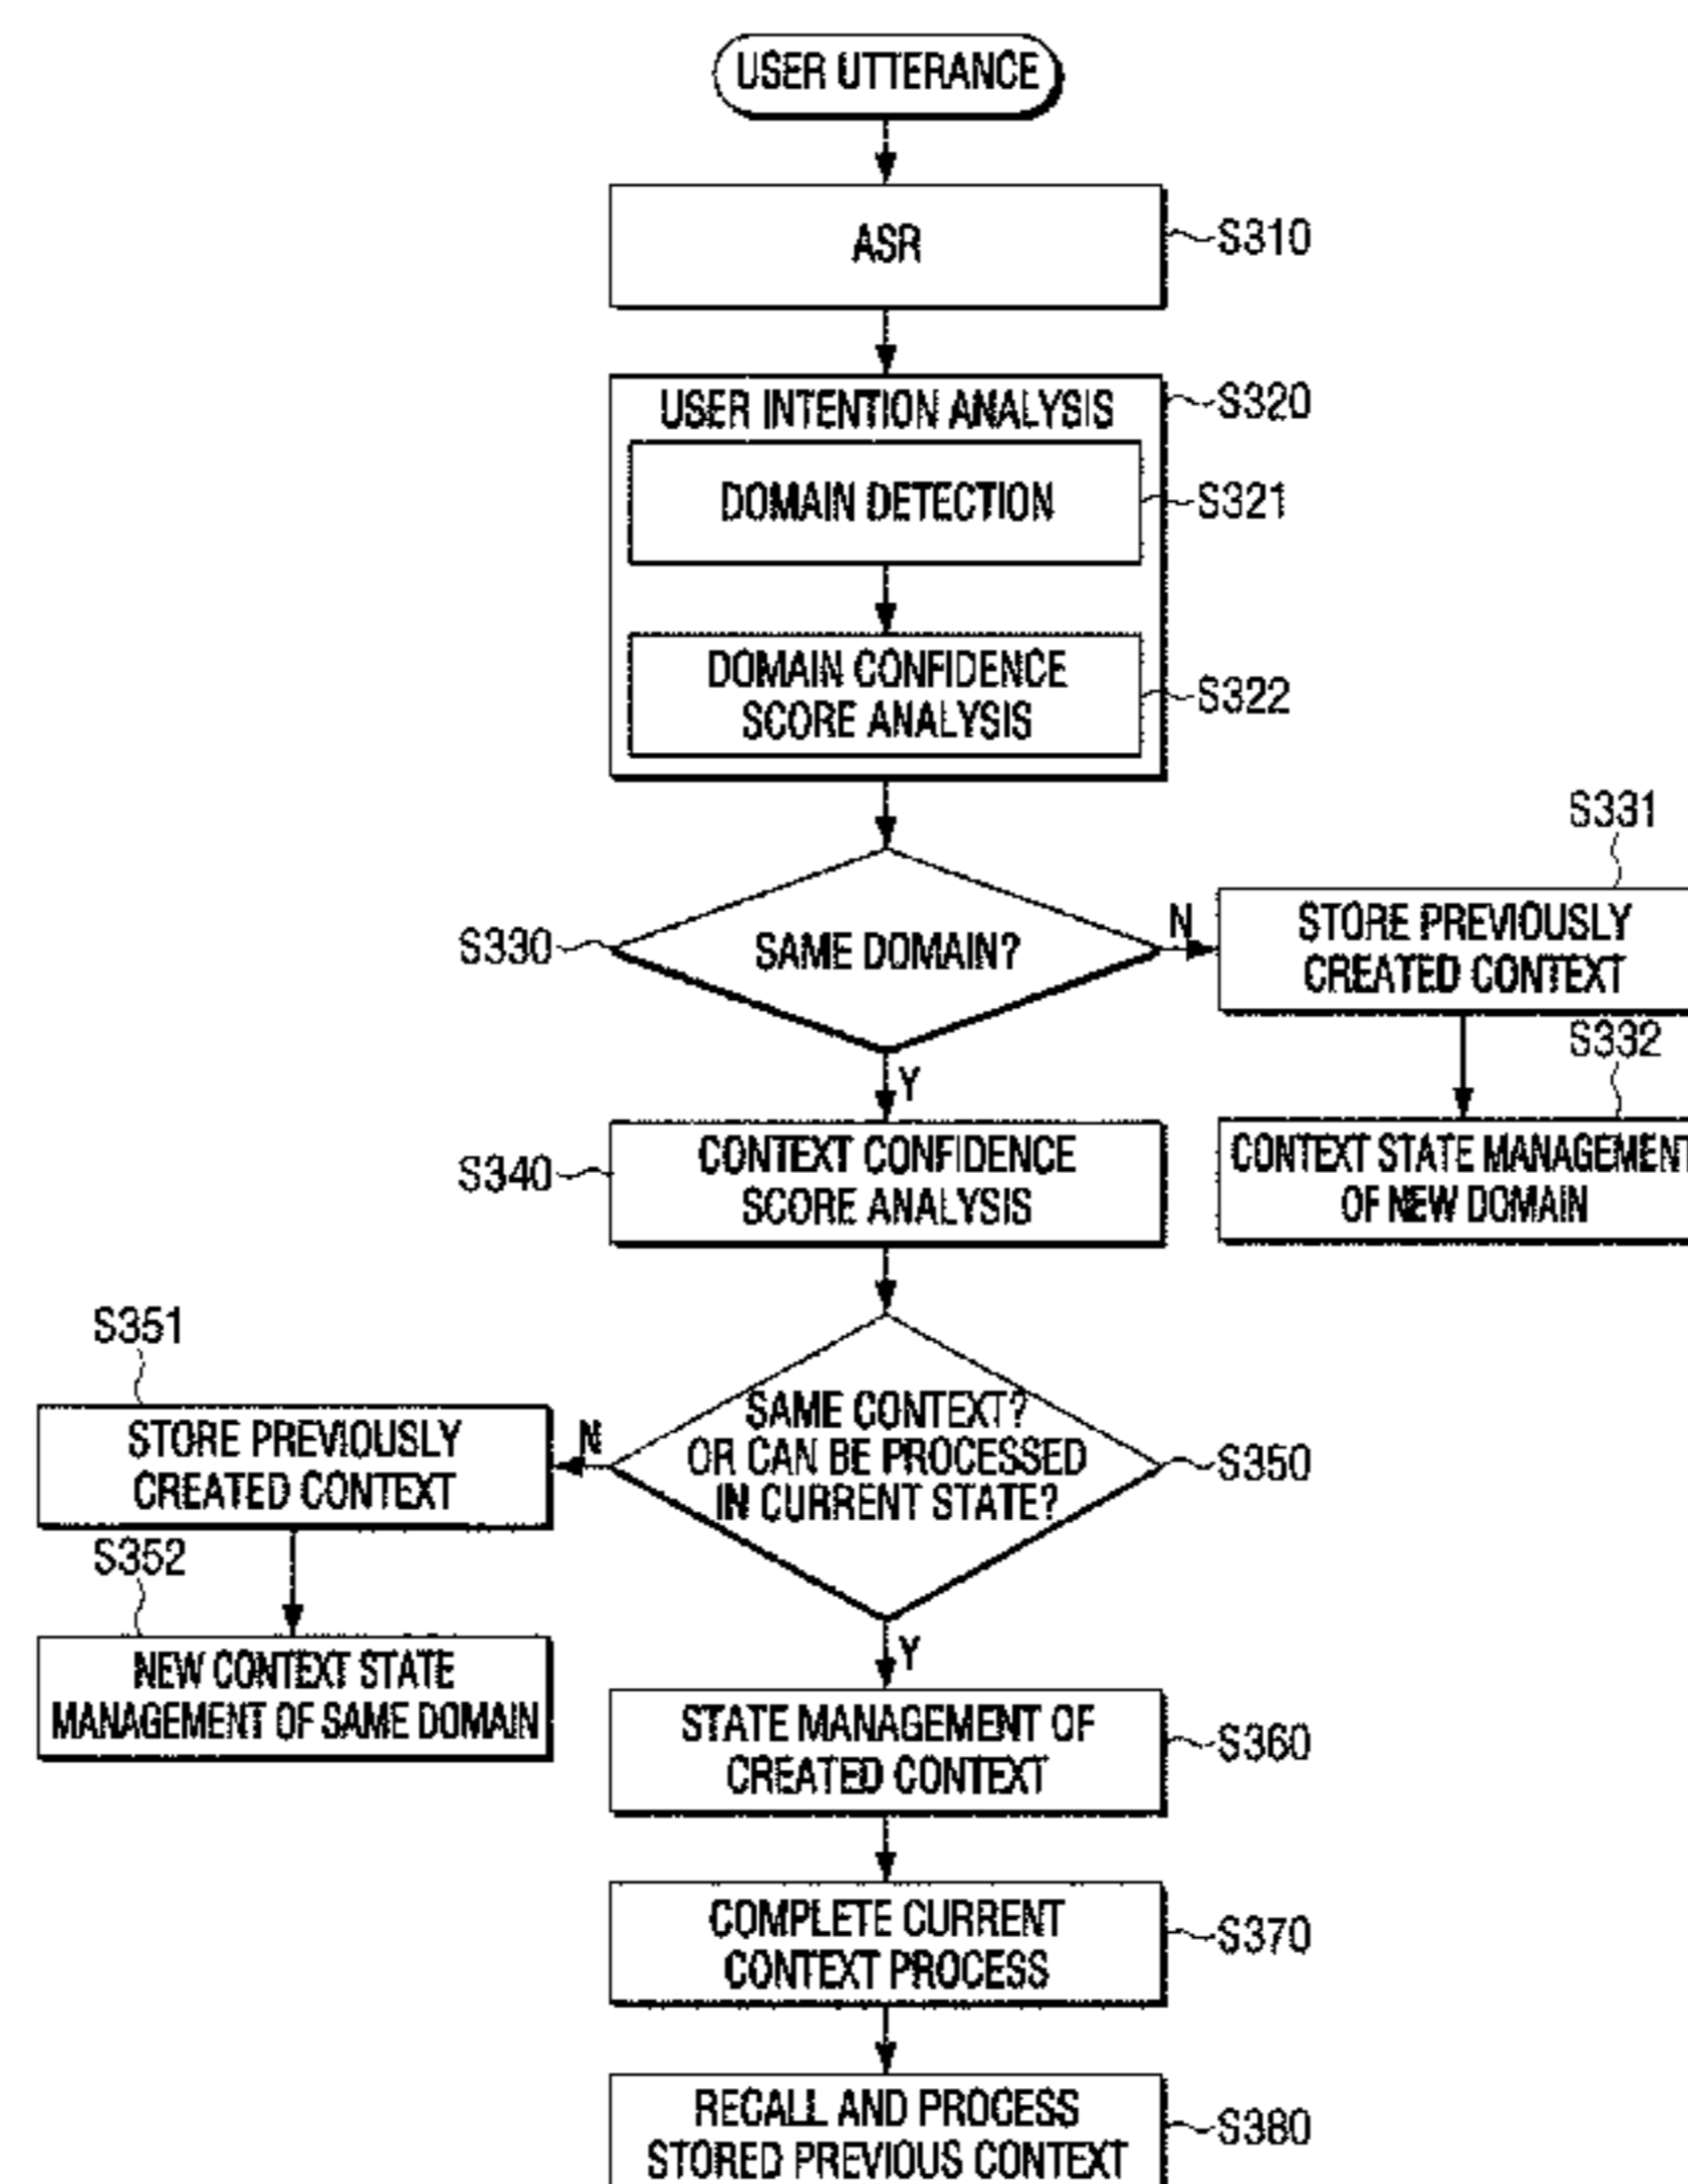 USER UTTERANCE
ASR
S310
USER INTENTION ANALYSIS
S320
DOMAIN DETECTION
S321
DOMAIN CONFIDENCE
SCORE ANALYSIS
S322
S330
SAME DOMAIN?
N
S331
STORE PREVIOUSLY
CREATED CONTEXT
S332
CONTEXT STATE MANAGEMENT
OF NEW DOMAIN
Y
S340
CONTEXT CONFIDENCE
SCORE ANALYSIS
SAME CONTEXT?
OR CAN BE PROCESSED
IN CURRENT STATE?
S350
N
S351
STORE PREVIOUSLY
CREATED CONTEXT
S352
NEW CONTEXT STATE
MANAGEMENT OF SAME DOMAIN
Y
STATE MANAGEMENT OF
CREATED CONTEXT
S360
COMPLETE CURRENT
CONTEXT PROCESS
S370
RECALL AND PROCESS
STORED PREVIOUS CONTEXT
S380